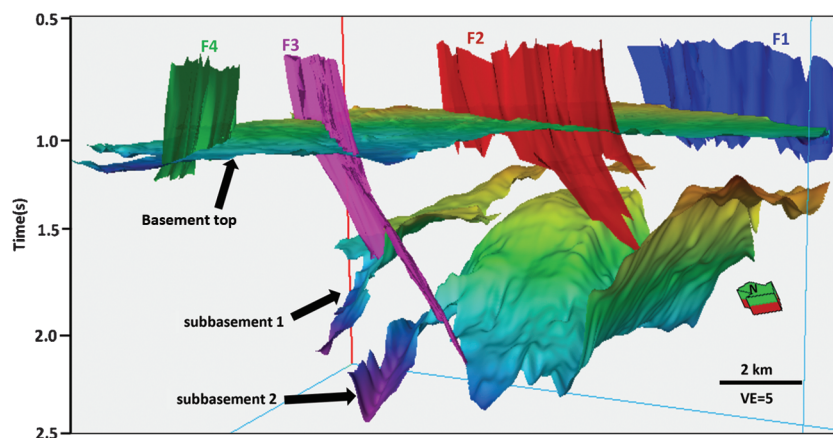 0.5
F4
F3
F2
F1
1.0
Basement top
1.5
Time(s)
N
subbasement 1
2.0
2 km
VE=5
subbasement 2
2.5